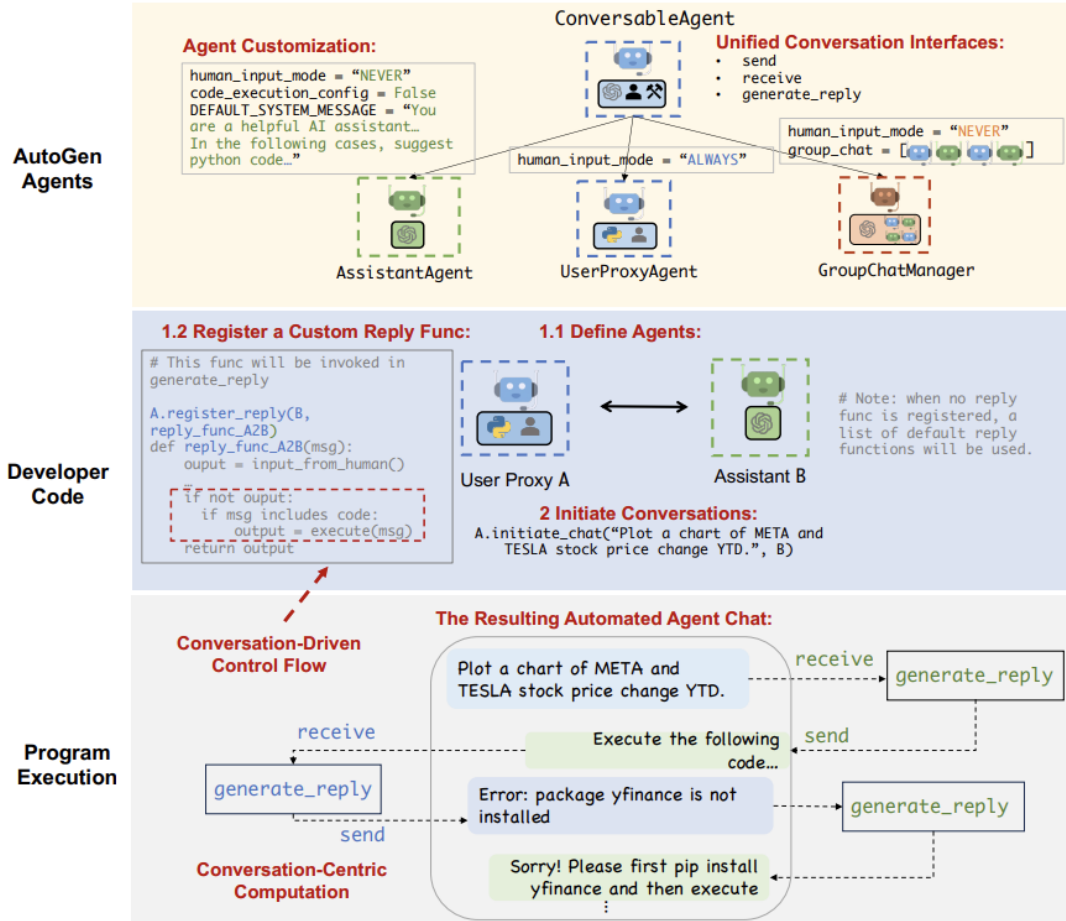 ConversableAgent
Agent Customization:
human_input_mode = “NEVER”
code_execution_config = False
DEFAULT_SYSTEM_MESSAGE = “You
are a helpful AI assistant…
In the following cases, suggest
python code…”
Unified Conversation Interfaces:
• send
• receive
• generate_reply
AutoGen
Agents
human_input_mode = “ALWAYS”
human_input_mode = “NEVER”
group_chat = [ ]
AssistantAgent
UserProxyAgent
GroupChatManager
Developer
Code
1.2 Register a Custom Reply Func:
# This func will be invoked in
generate_reply
A.register_reply(B,
reply_func_A2B)
def reply_func_A2B(msg):
ouput = input_from_human()
…
if not ouput:
if msg includes code:
output = execute(msg)
return output
1.1 Define Agents:
User Proxy A
Assistant B
# Note: when no reply
func is registered, a
list of default reply
functions will be used.
2 Initiate Conversations:
A.initiate_chat(“Plot a chart of META and
TESLA stock price change YTD.”, B)
Program
Execution
Conversation-Driven
Control Flow
The Resulting Automated Agent Chat:
Plot a chart of META and
TESLA stock price change YTD.
receive
generate_reply
send
Execute the following
code…
receive
generate_reply
send
Error: package yfinance is not
installed
generate_reply
Sorry! Please first pip install
yfinance and then execute
⋮
Conversation-Centric
Computation